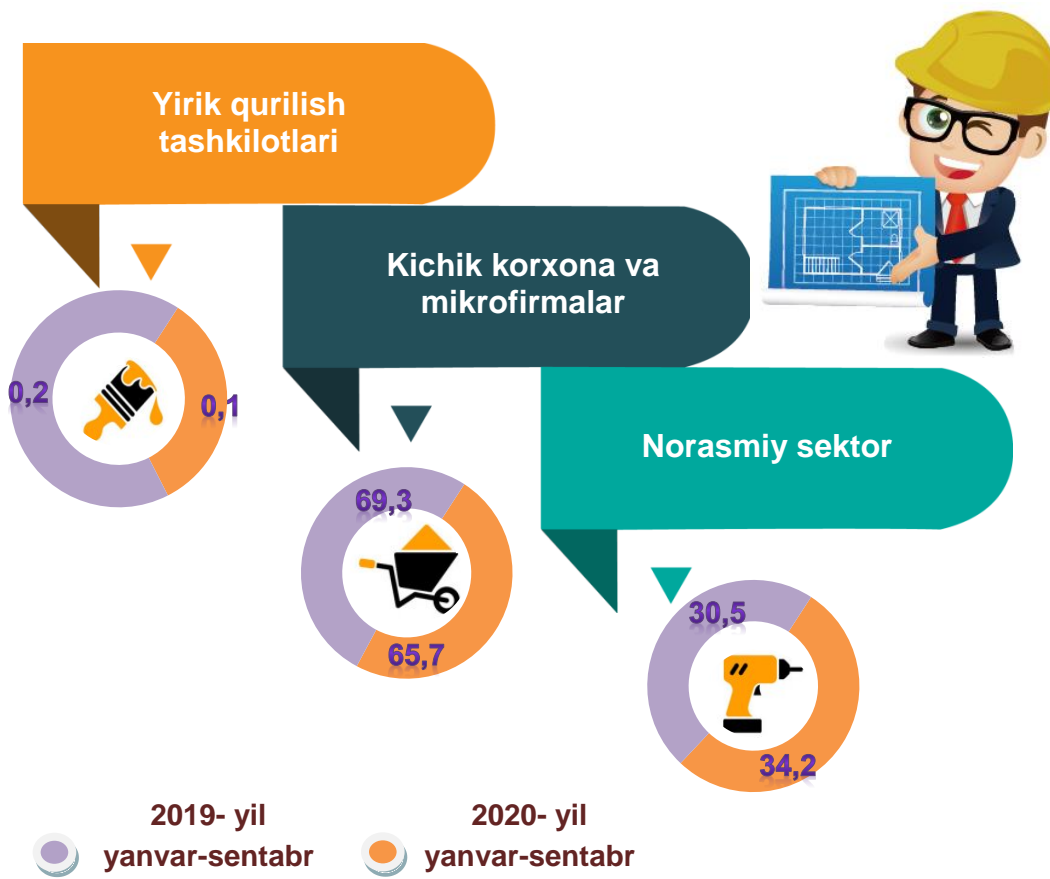 Yirik qurilish
tashkilotlari
0,2
0,1
Kichik korxona va
mikrofirmalar
69,3
65,7
Norasmiy sektor
30,5
34,2
2019- yil
yanvar-sentabr
2020- yil
yanvar-sentabr